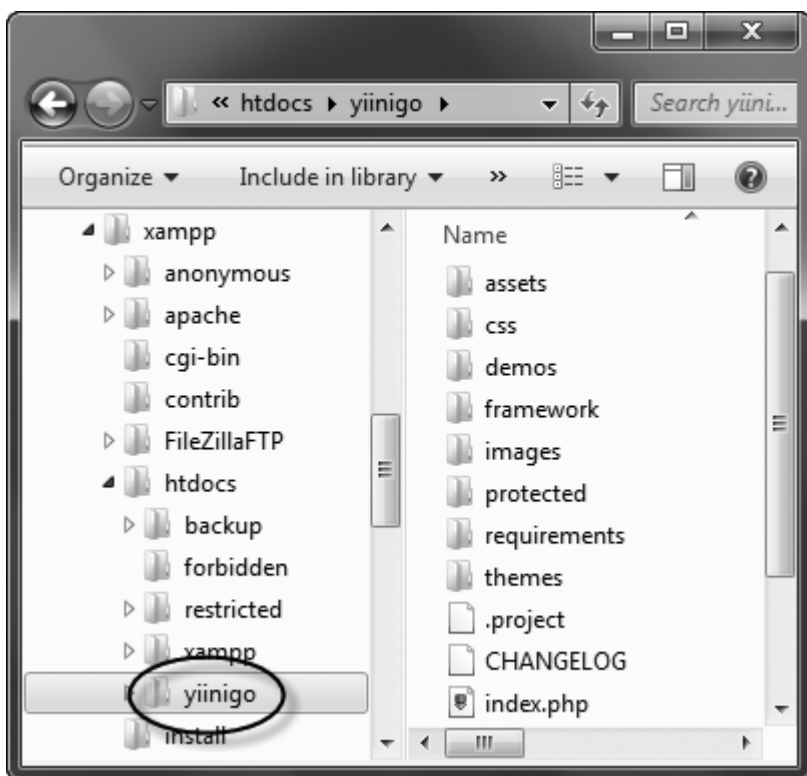 « htdocs ▸ yiinigo ▸ Search yiini...
Organize Include in library »
xampp
anonymous
apache
cgi-bin
contrib
FileZillaFTP
htdocs
backup
forbidden
restricted
xampp
yiinigo
install
Name
assets
css
demos
framework
images
protected
requirements
themes
.project
CHANGELOG
index.php